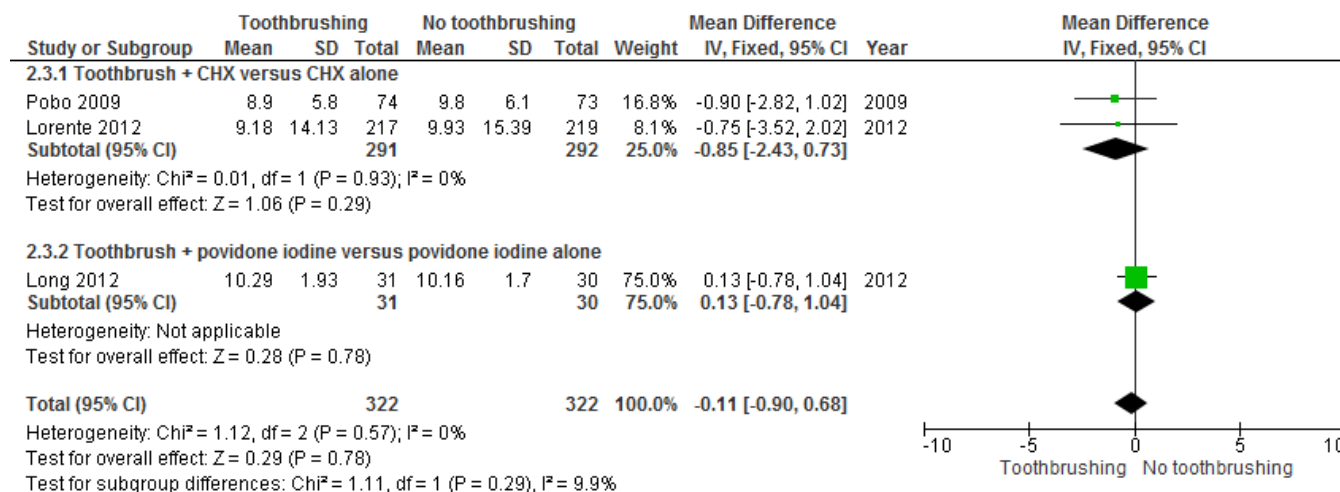 Toothbrushing No toothbrushing Mean Difference Mean Difference
Study or Subgroup Mean SD Total Mean SD Total Weight IV, Fixed, 95% CI Year IV, Fixed, 95% CI
2.3.1 Toothbrush + CHX versus CHX alone
Pobo 2009 8.9 5.8 74 9.8 6.1 73 16.8% -0.90 [-2.82, 1.02] 2009
Lorente 2012 9.18 14.13 217 9.93 15.39 219 8.1% -0.75 [-3.52, 2.02] 2012
Subtotal (95% CI) 291 292 25.0% -0.85 [-2.43, 0.73]
Heterogeneity: Chi² = 0.01, df = 1 (P = 0.93); I² = 0%
Test for overall effect: Z = 1.06 (P = 0.29)
2.3.2 Toothbrush + povidone iodine versus povidone iodine alone
Long 2012 10.29 1.93 31 10.16 1.7 30 75.0% 0.13 [-0.78, 1.04] 2012
Subtotal (95% CI) 31 30 75.0% 0.13 [-0.78, 1.04]
Heterogeneity: Not applicable
Test for overall effect: Z = 0.28 (P = 0.78)
Total (95% CI) 322 322 100.0% -0.11 [-0.90, 0.68]
Heterogeneity: Chi² = 1.12, df = 2 (P = 0.57); I² = 0%
Test for overall effect: Z = 0.29 (P = 0.78)
Test for subgroup differences: Chi² = 1.11, df = 1 (P = 0.29), I² = 9.9%
-10 -5 0 5 10
Toothbrushing No toothbrushing